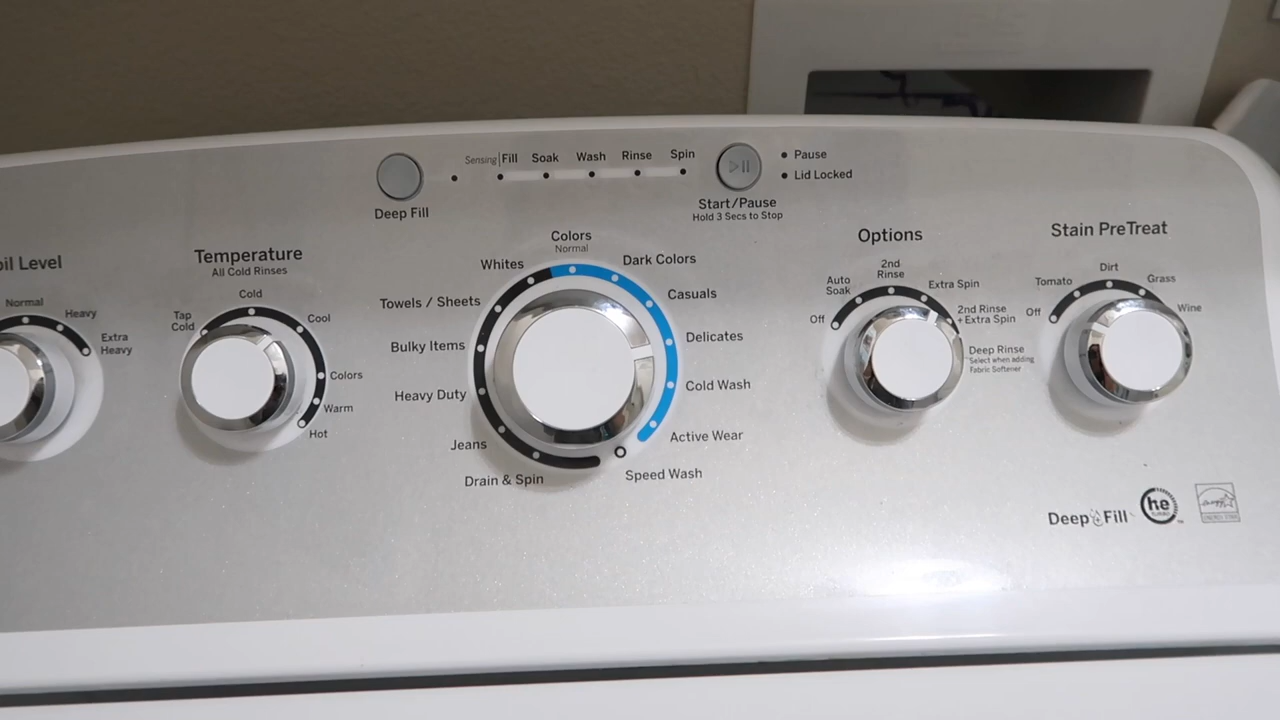 Deep Fill
Sensing
Fill
Soak
Wash
Rinse
Spin
Start/Pause
Hold 3 Secs to Stop
Pause
Lid Locked
oil Level
Normal
Heavy
Extra
Heavy
Temperature
All Cold Rinses
Tap
Cold
Cold
Cool
Colors
Warm
Hot
Colors
Normal
Whites
Towels / Sheets
Bulky Items
Heavy Duty
Jeans
Drain & Spin
Dark Colors
Casuals
Delicates
Cold Wash
Active Wear
Speed Wash
Options
Off
Auto
Soak
2nd
Rinse
Extra Spin
2nd Rinse
+Extra Spin
Deep Rinse
Select when adding
Fabric Softener
Stain PreTreat
Off
Tomato
Dirt
Grass
Wine
Deep Fill
he
energy
ENERGY STAR